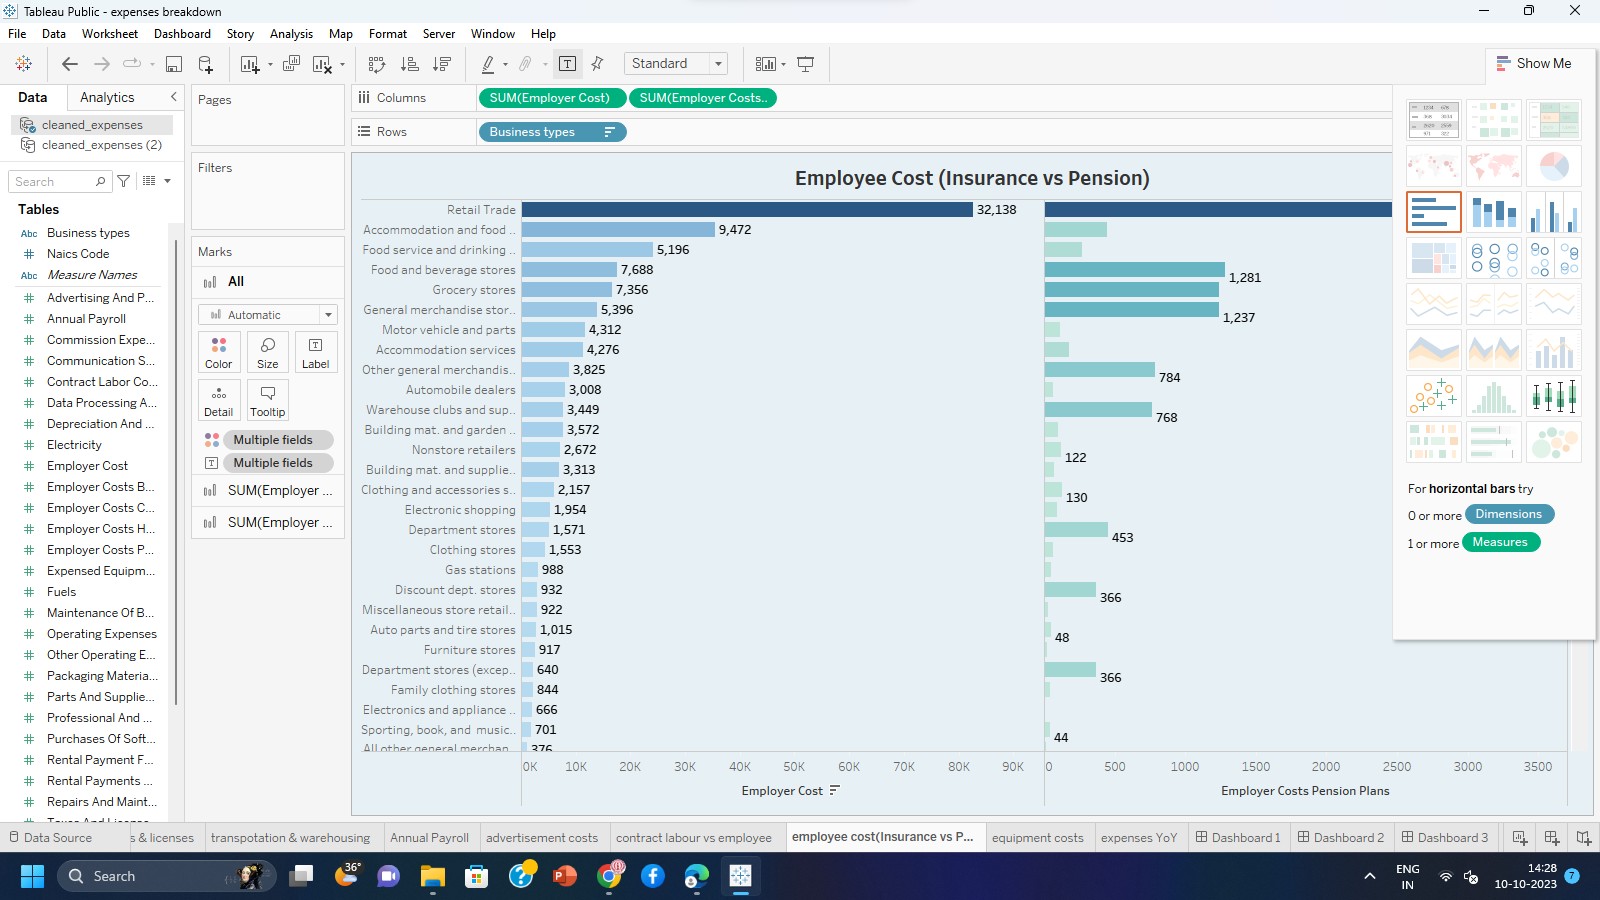 Tableau Public - expenses breakdown
File Data Worksheet Dashboard Story Analysis Map Format Server Window Help
Standard
Show Me
Data Analytics
cleaned_expenses
cleaned_expenses (2)
Search
Tables
Abc Business types
# Naics Code
Abc Measure Names
# Advertising And P...
# Annual Payroll
# Commission Expe...
# Communication S...
# Contract Labor Co...
# Data Processing A...
# Depreciation And ...
# Electricity
# Employer Cost
# Employer Costs B...
# Employer Costs C...
# Employer Costs H...
# Employer Costs P...
# Expensed Equipm...
# Fuels
# Maintenance Of B...
# Operating Expenses
# Other Operating E...
# Packaging Materia...
# Parts And Supplie...
# Professional And ...
# Purchases Of Soft...
# Rental Payment F...
# Rental Payments ...
# Repairs And Maint...
Pages
Filters
Marks
All
Automatic
Color Size Label
Detail Tooltip
Multiple fields
Multiple fields
SUM(Employer ...
SUM(Employer ...
Columns SUM(Employer Cost) SUM(Employer Costs..
Rows Business types
Employee Cost (Insurance vs Pension)
Retail Trade 32,138
Accommodation and food .. 9,472
Food service and drinking .. 5,196
Food and beverage stores 7,688 1,281
Grocery stores 7,356
General merchandise stor.. 5,396 1,237
Motor vehicle and parts 4,312
Accommodation services 4,276
Other general merchandis.. 3,825 784
Automobile dealers 3,008
Warehouse clubs and sup.. 3,449 768
Building mat. and garden .. 3,572
Nonstore retailers 2,672 122
Building mat. and supplie.. 3,313
Clothing and accessories s.. 2,157 130
Electronic shopping 1,954
Department stores 1,571 453
Clothing stores 1,553
Gas stations 988
Discount dept. stores 932 366
Miscellaneous store retail.. 922
Auto parts and tire stores 1,015 48
Furniture stores 917
Department stores (excep.. 640 366
Family clothing stores 844
Electronics and appliance .. 666
Sporting, book, and music.. 701 44
All other general merchan.. 376
0K 10K 20K 30K 40K 50K 60K 70K 80K 90K 0 500 1000 1500 2000 2500 3000 3500
Employer Cost Employer Costs Pension Plans
For horizontal bars try
0 or more Dimensions
1 or more Measures
Data Source s & licenses transpotation & warehousing Annual Payroll advertisement costs contract labour vs employee employee cost(Insurance vs P... equipment costs expenses YoY Dashboard 1 Dashboard 2 Dashboard 3
Search
36°
ENG
IN
14:28
10-10-2023
7